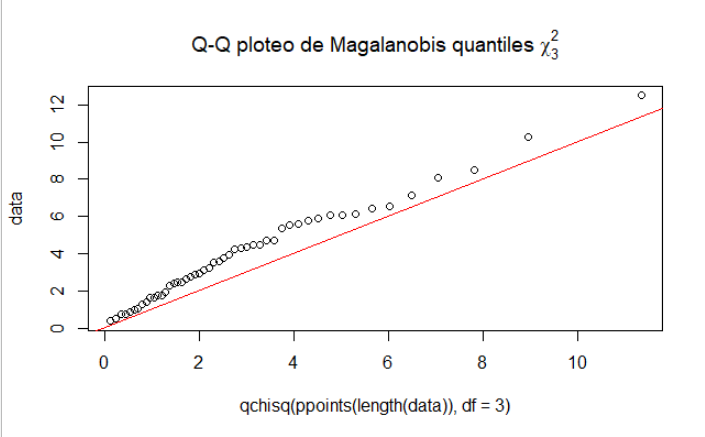 Q-Q ploteo de Magalanobis quantiles χ²₃
12
10
8
6
4
2
0
data
0 2 4 6 8 10
qchisq(ppoints(length(data)), df = 3)